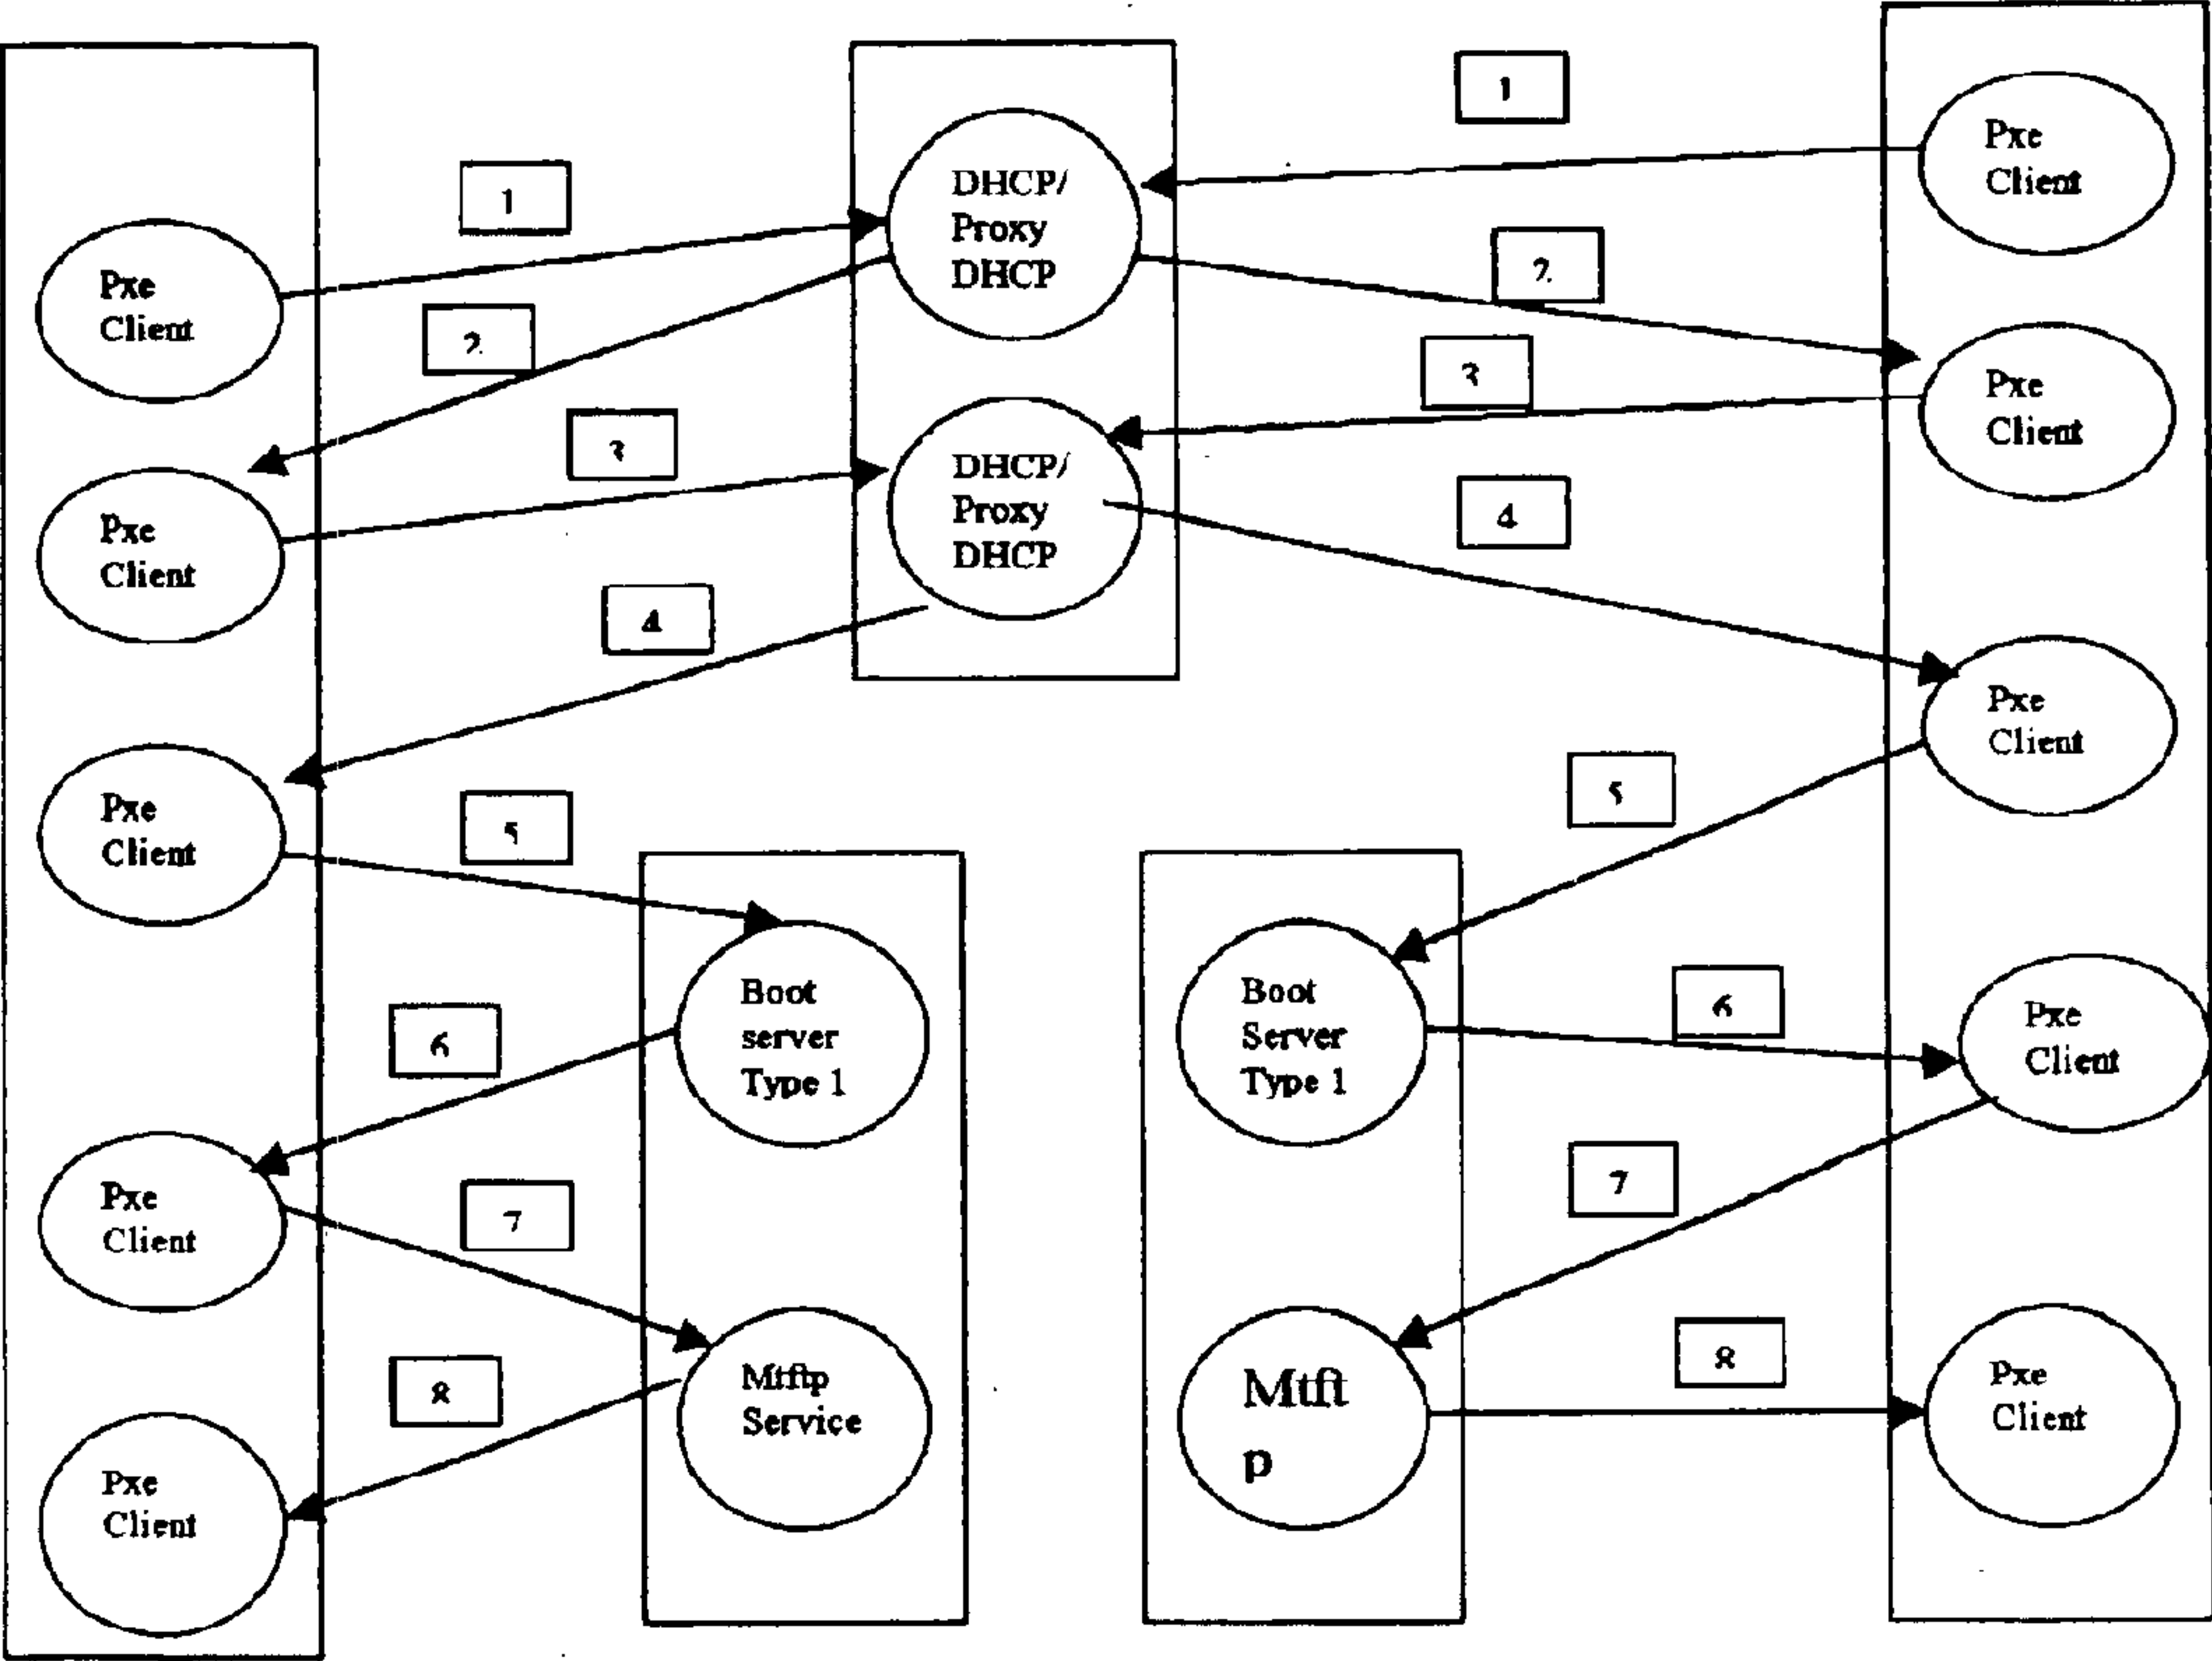 1
Pxe
Client
DHCP/
Proxy
DHCP
1
Pxe
Client
2
2
3
Pxe
Client
3
DHCP/
Proxy
DHCP
4
Pxe
Client
4
Pxe
Client
5
Pxe
Client
5
Boot
server
Type 1
Boot
Server
Type 1
6
Pxe
Client
6
7
Pxe
Client
7
8
Mtftp
Service
Mtft
p
8
Pxe
Client
Pxe
Client